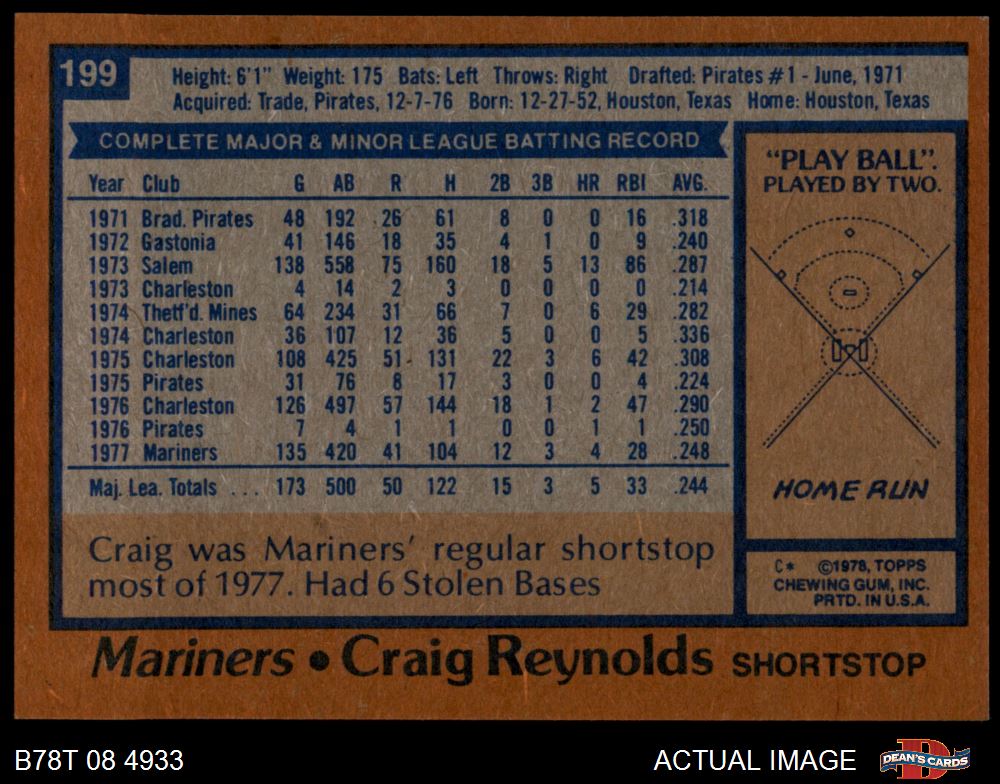 199
Height: 6'1" Weight: 175 Bats: Left Throws: Right Drafted: Pirates #1 - June, 1971
Acquired: Trade, Pirates, 12-7-76 Born: 12-27-52, Houston, Texas Home: Houston, Texas
COMPLETE MAJOR & MINOR LEAGUE BATTING RECORD
Year Club G AB R H 2B 3B HR RBI AVG.
1971 Brad. Pirates 48 192 26 61 8 0 0 16 .318
1972 Gastonia 41 146 18 35 4 1 0 9 .240
1973 Salem 138 558 75 160 18 5 13 86 .287
1973 Charleston 4 14 2 3 0 0 0 0 .214
1974 Thetf'd. Mines 64 234 31 66 7 0 6 29 .282
1974 Charleston 36 107 12 36 5 0 0 5 .336
1975 Charleston 108 425 51 131 22 3 6 42 .308
1975 Pirates 31 76 8 17 3 0 0 4 .224
1976 Charleston 126 497 57 144 18 1 2 47 .290
1976 Pirates 7 4 1 1 0 0 1 1 .250
1977 Mariners 135 420 41 104 12 3 4 28 .248
Maj. Lea. Totals ... 173 500 50 122 15 3 5 33 .244
Craig was Mariners' regular shortstop
most of 1977. Had 6 Stolen Bases
"PLAY BALL".
PLAYED BY TWO.
HOME RUN
C* ©1978, TOPPS
CHEWING GUM, INC.
PRTD. IN U.S.A.
Mariners • Craig Reynolds SHORTSTOP
B78T 08 4933 ACTUAL IMAGE DEAN'S CARDS